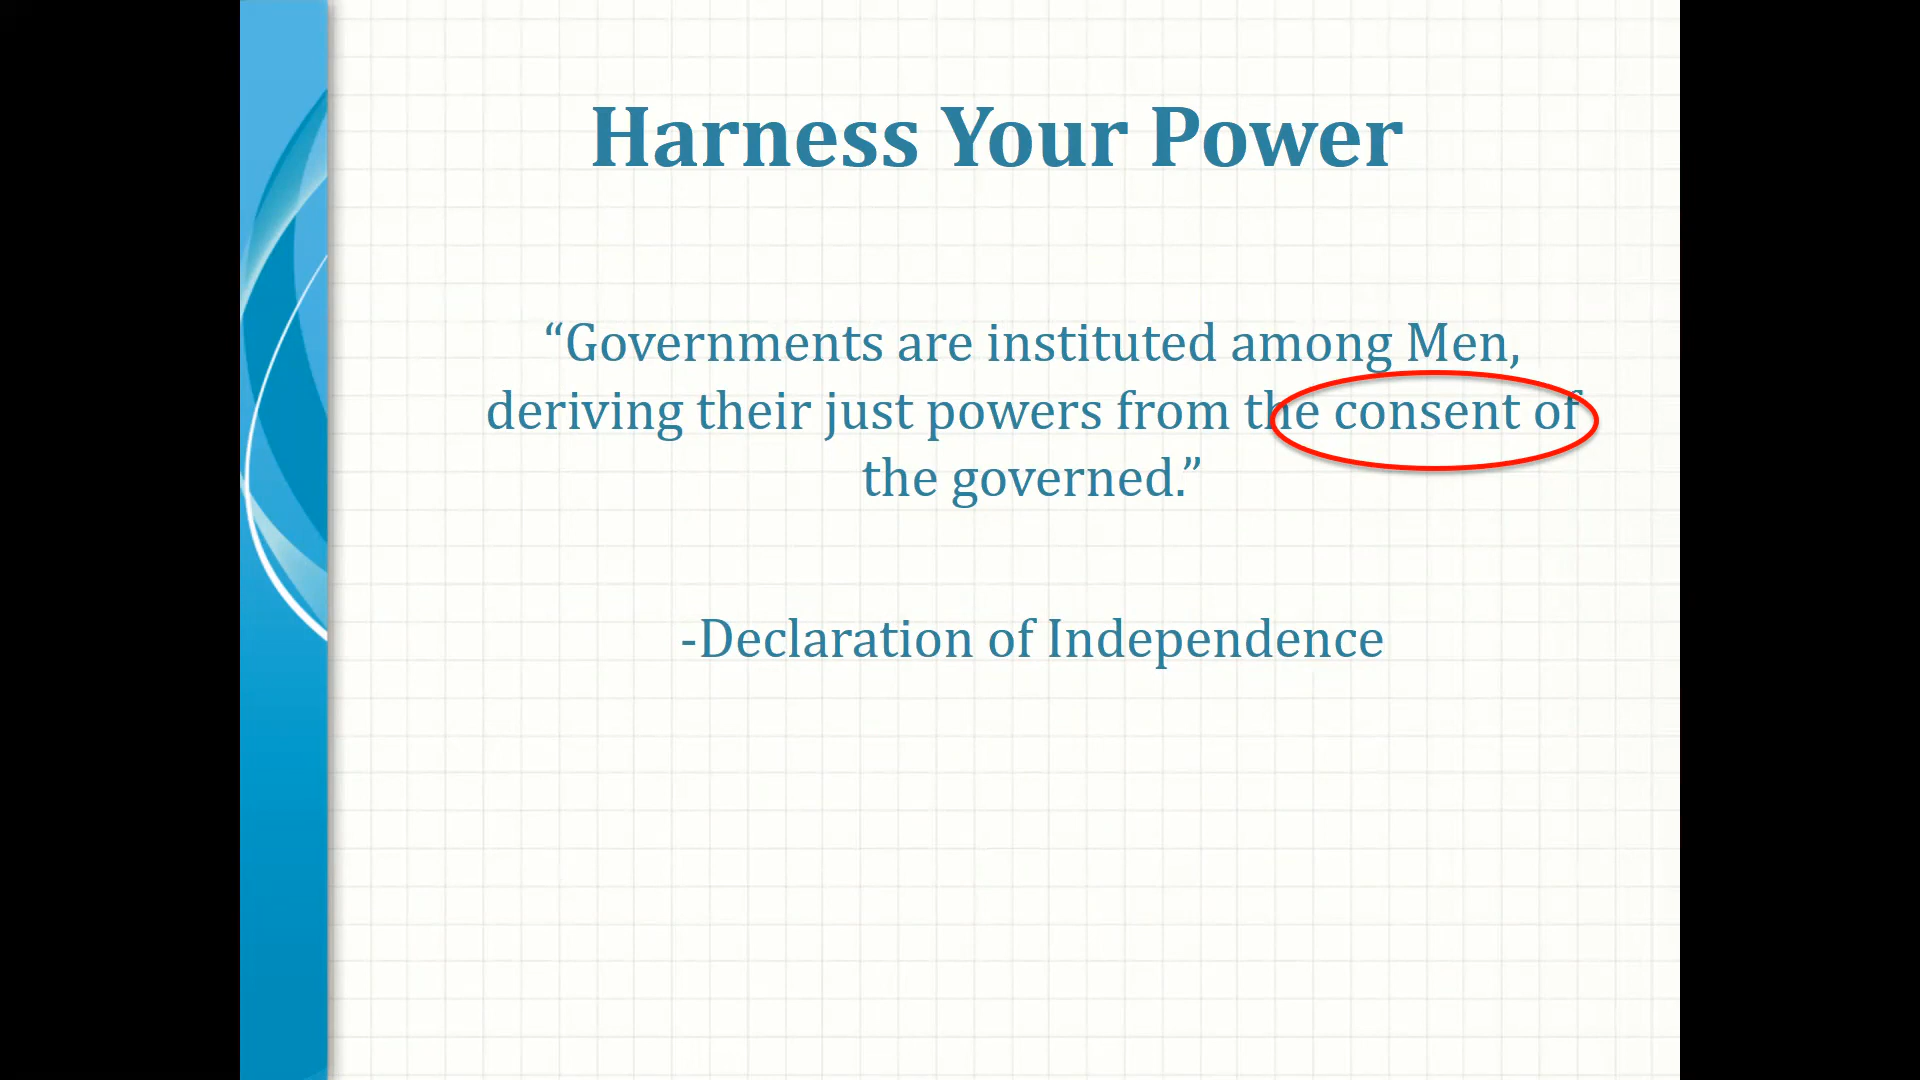 Harness Your Power
“Governments are instituted among Men,
deriving their just powers from the consent of
the governed.”
-Declaration of Independence